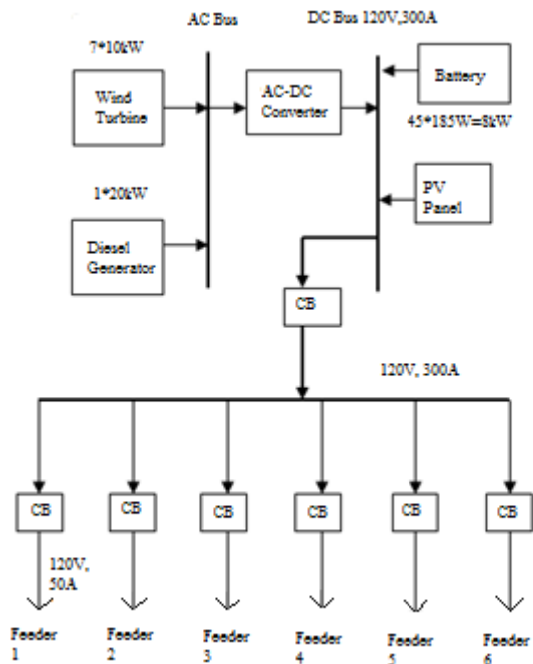 AC Bus
DC Bus 120V,300A
7*10kW
Wind
Turbine
AC-DC
Converter
Battery
45*185W=8kW
1*20kW
PV
Panel
Diesel
Generator
CB
120V, 300A
CB
CB
CB
CB
CB
CB
120V,
50A
Feeder
1
Feeder
2
Feeder
3
Feeder
4
Feeder
5
Feeder
6